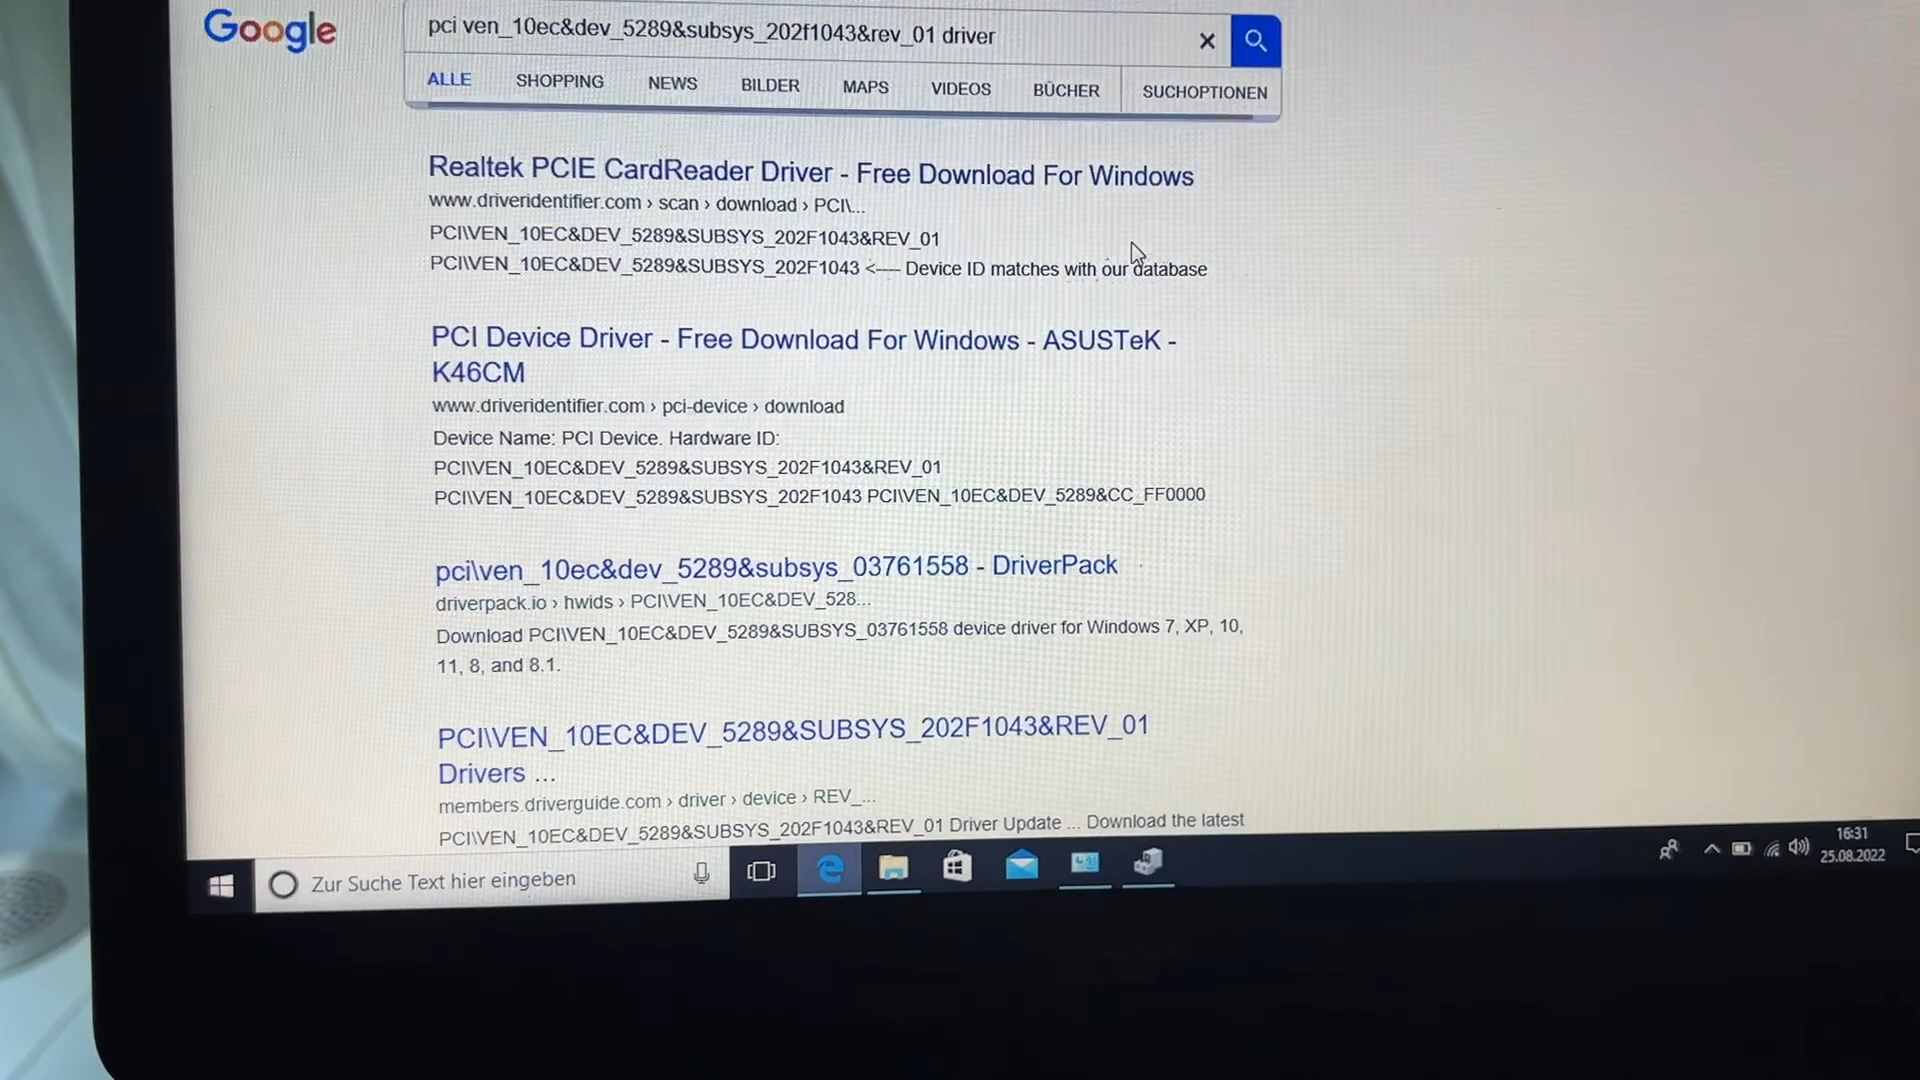 Google
pci ven_10ec&dev_5289&subsys_202f1043&rev_01 driver
ALLE SHOPPING NEWS BILDER MAPS VIDEOS BÜCHER SUCHOPTIONEN
Realtek PCIE CardReader Driver - Free Download For Windows
www.driveridentifier.com › scan › download › PCI\...
PCI\VEN_10EC&DEV_5289&SUBSYS_202F1043&REV_01
PCI\VEN_10EC&DEV_5289&SUBSYS_202F1043 <---- Device ID matches with our database
PCI Device Driver - Free Download For Windows - ASUSTeK -
K46CM
www.driveridentifier.com › pci-device › download
Device Name: PCI Device. Hardware ID:
PCI\VEN_10EC&DEV_5289&SUBSYS_202F1043&REV_01
PCI\VEN_10EC&DEV_5289&SUBSYS_202F1043 PCI\VEN_10EC&DEV_5289&CC_FF0000
pci\ven_10ec&dev_5289&subsys_03761558 - DriverPack
driverpack.io › hwids › PCI\VEN_10EC&DEV_528...
Download PCI\VEN_10EC&DEV_5289&SUBSYS_03761558 device driver for Windows 7, XP, 10,
11, 8, and 8.1.
PCI\VEN_10EC&DEV_5289&SUBSYS_202F1043&REV_01
Drivers ...
members.driverguide.com › driver › device › REV_...
PCI\VEN_10EC&DEV_5289&SUBSYS_202F1043&REV_01 Driver Update ... Download the latest
Zur Suche Text hier eingeben
16:31
25.08.2022